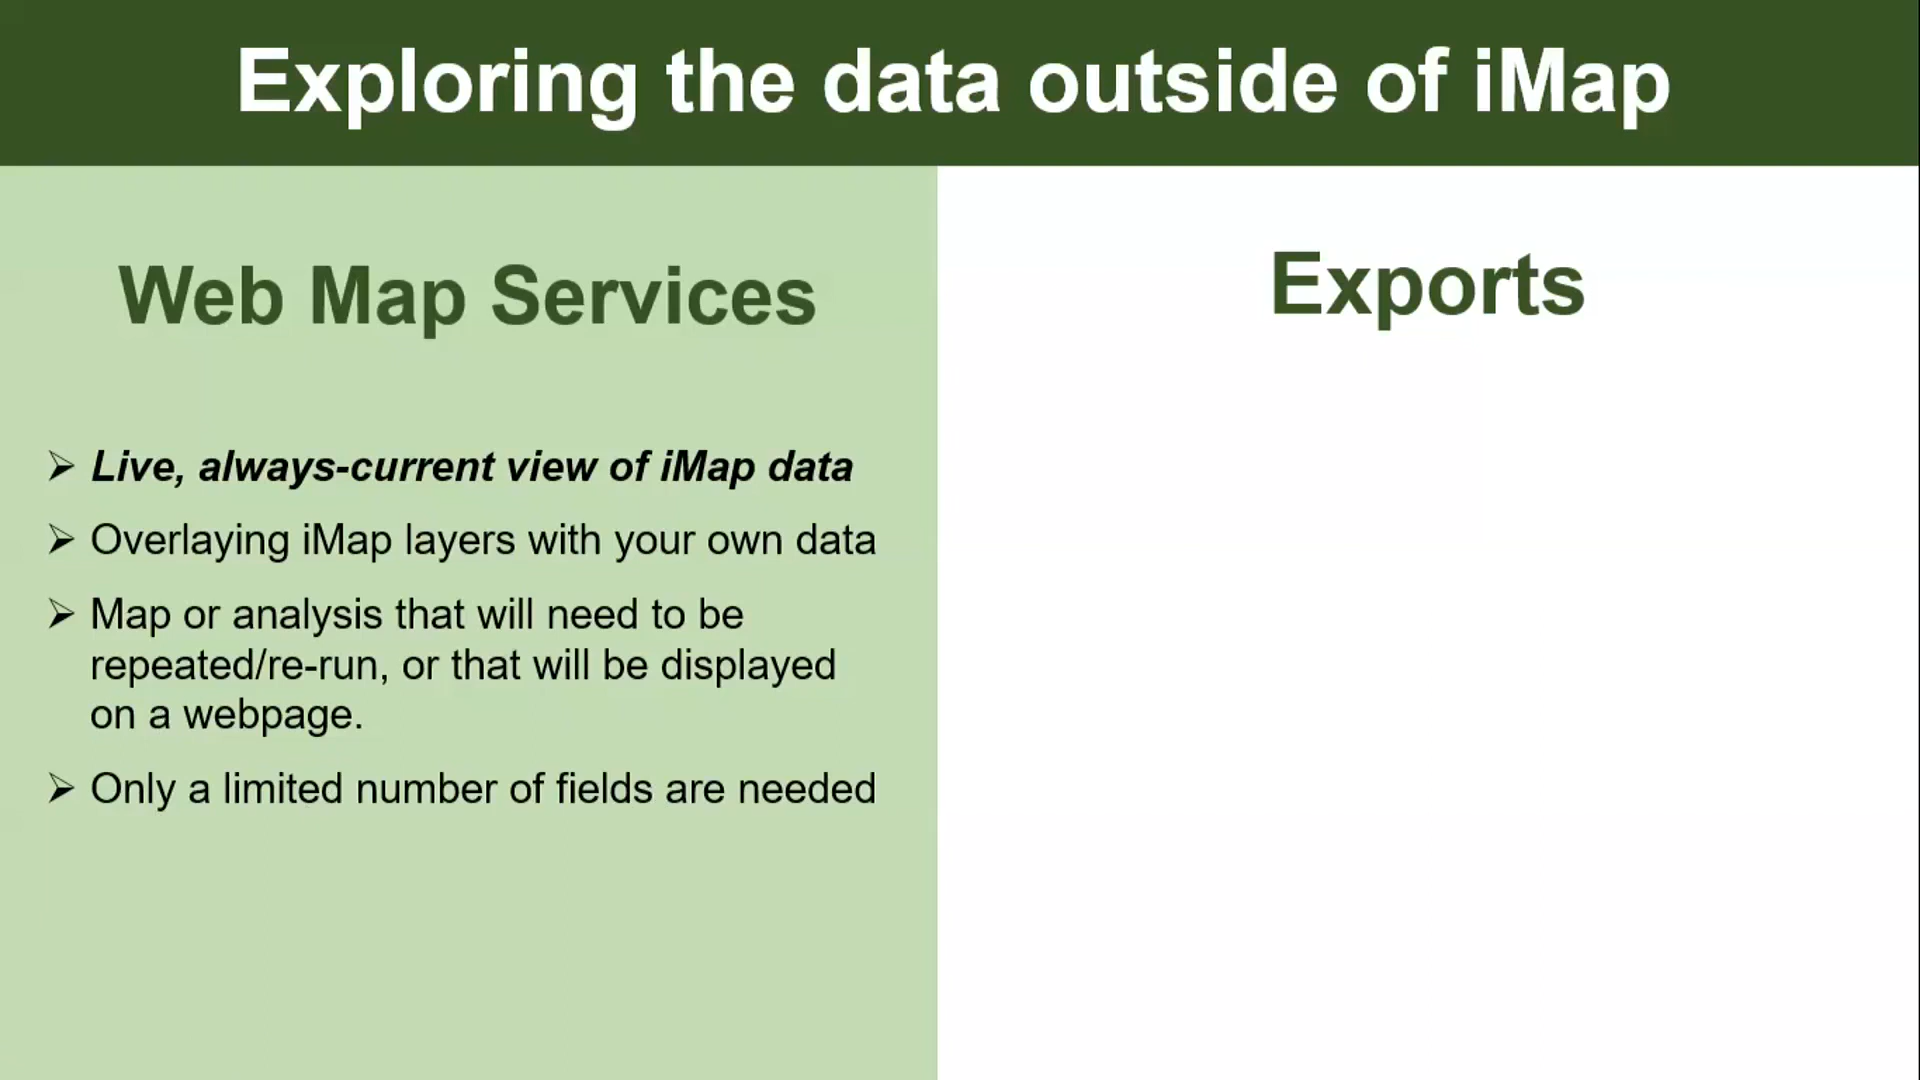 Exploring the data outside of iMap
Web Map Services
➢ Live, always-current view of iMap data
➢ Overlaying iMap layers with your own data
➢ Map or analysis that will need to be
repeated/re-run, or that will be displayed
on a webpage.
➢ Only a limited number of fields are needed
Exports